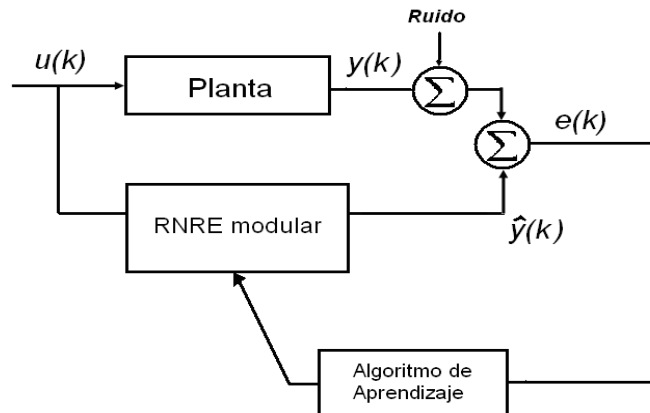 Ruido
u(k)
Planta
y(k)
Σ
Σ
e(k)
RNRE modular
ŷ(k)
Algoritmo de
Aprendizaje